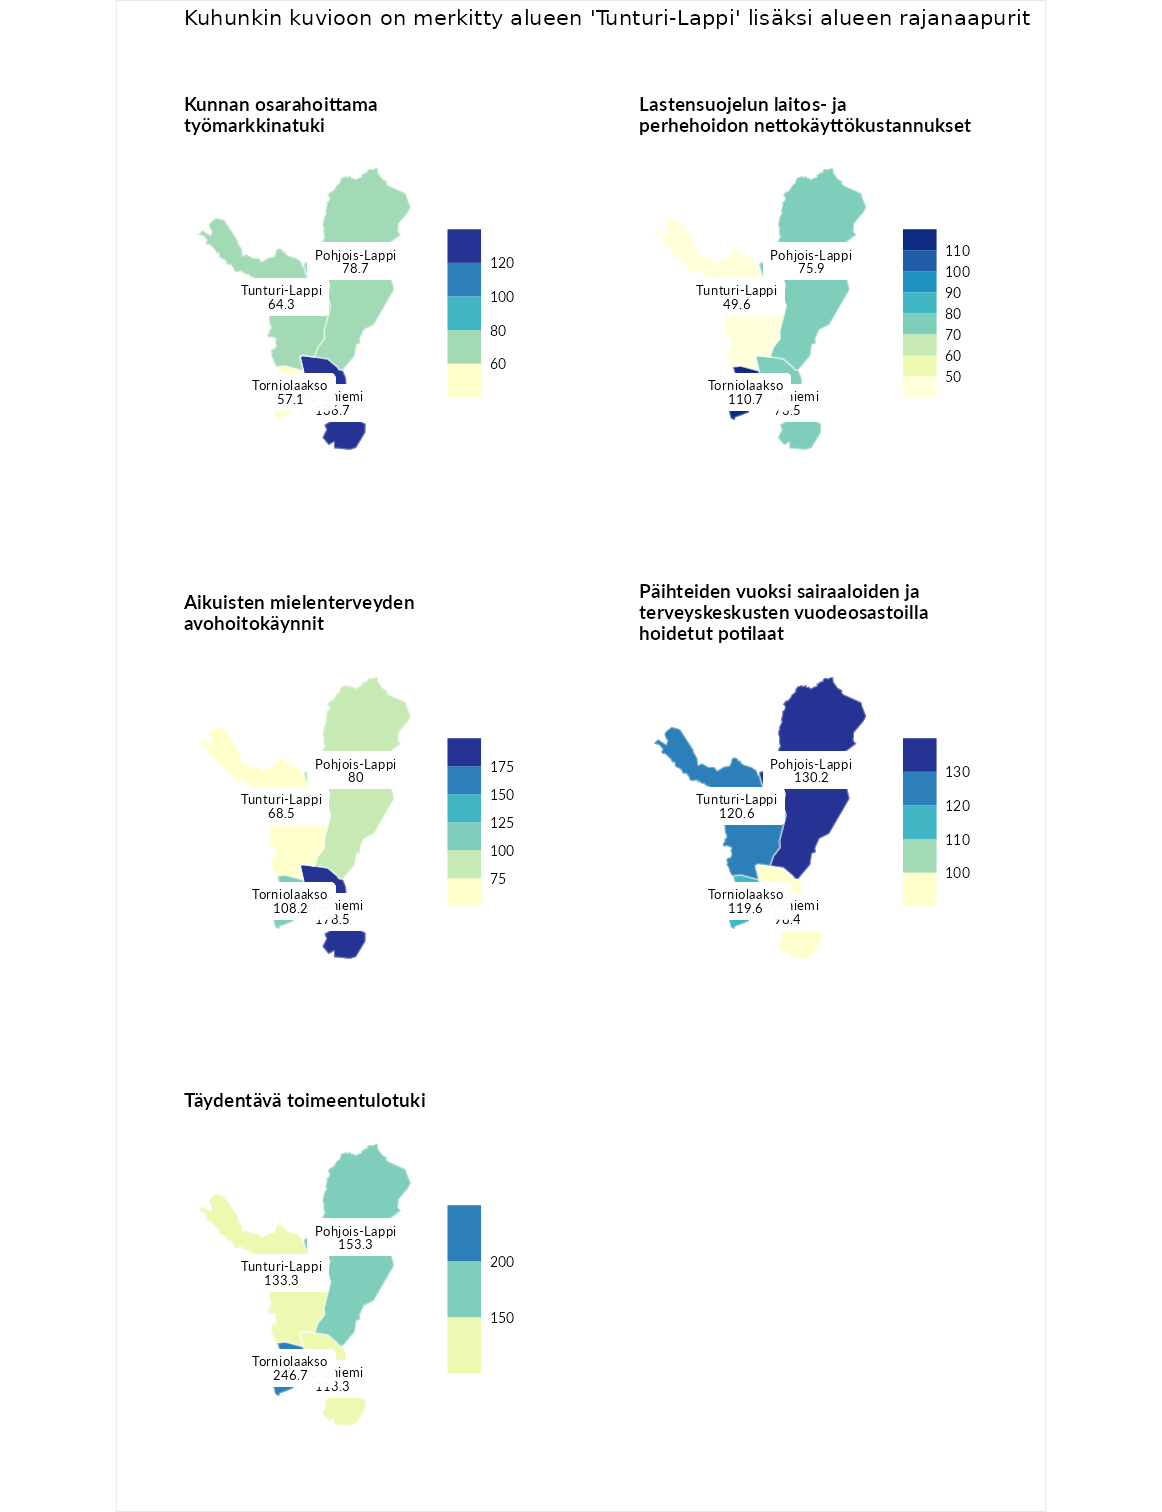 Kuhunkin kuvioon on merkitty alueen 'Tunturi-Lappi' lisäksi alueen rajanaapurit
Kunnan osarahoittama
työmarkkinatuki
Pohjois-Lappi
78.7
Tunturi-Lappi
64.3
Torniolaakso
57.1
120
100
80
60
Lastensuojelun laitos- ja
perhehoidon nettokäyttökustannukset
Pohjois-Lappi
75.9
Tunturi-Lappi
49.6
Torniolaakso
110.7
110
100
90
80
70
60
50
Aikuisten mielenterveyden
avohoitokäynnit
Pohjois-Lappi
80
Tunturi-Lappi
68.5
Torniolaakso
108.2
175
150
125
100
75
Päihteiden vuoksi sairaaloiden ja
terveyskeskusten vuodeosastoilla
hoidetut potilaat
Pohjois-Lappi
130.2
Tunturi-Lappi
120.6
Torniolaakso
119.6
130
120
110
100
Täydentävä toimeentulotuki
Pohjois-Lappi
153.3
Tunturi-Lappi
133.3
Torniolaakso
246.7
200
150